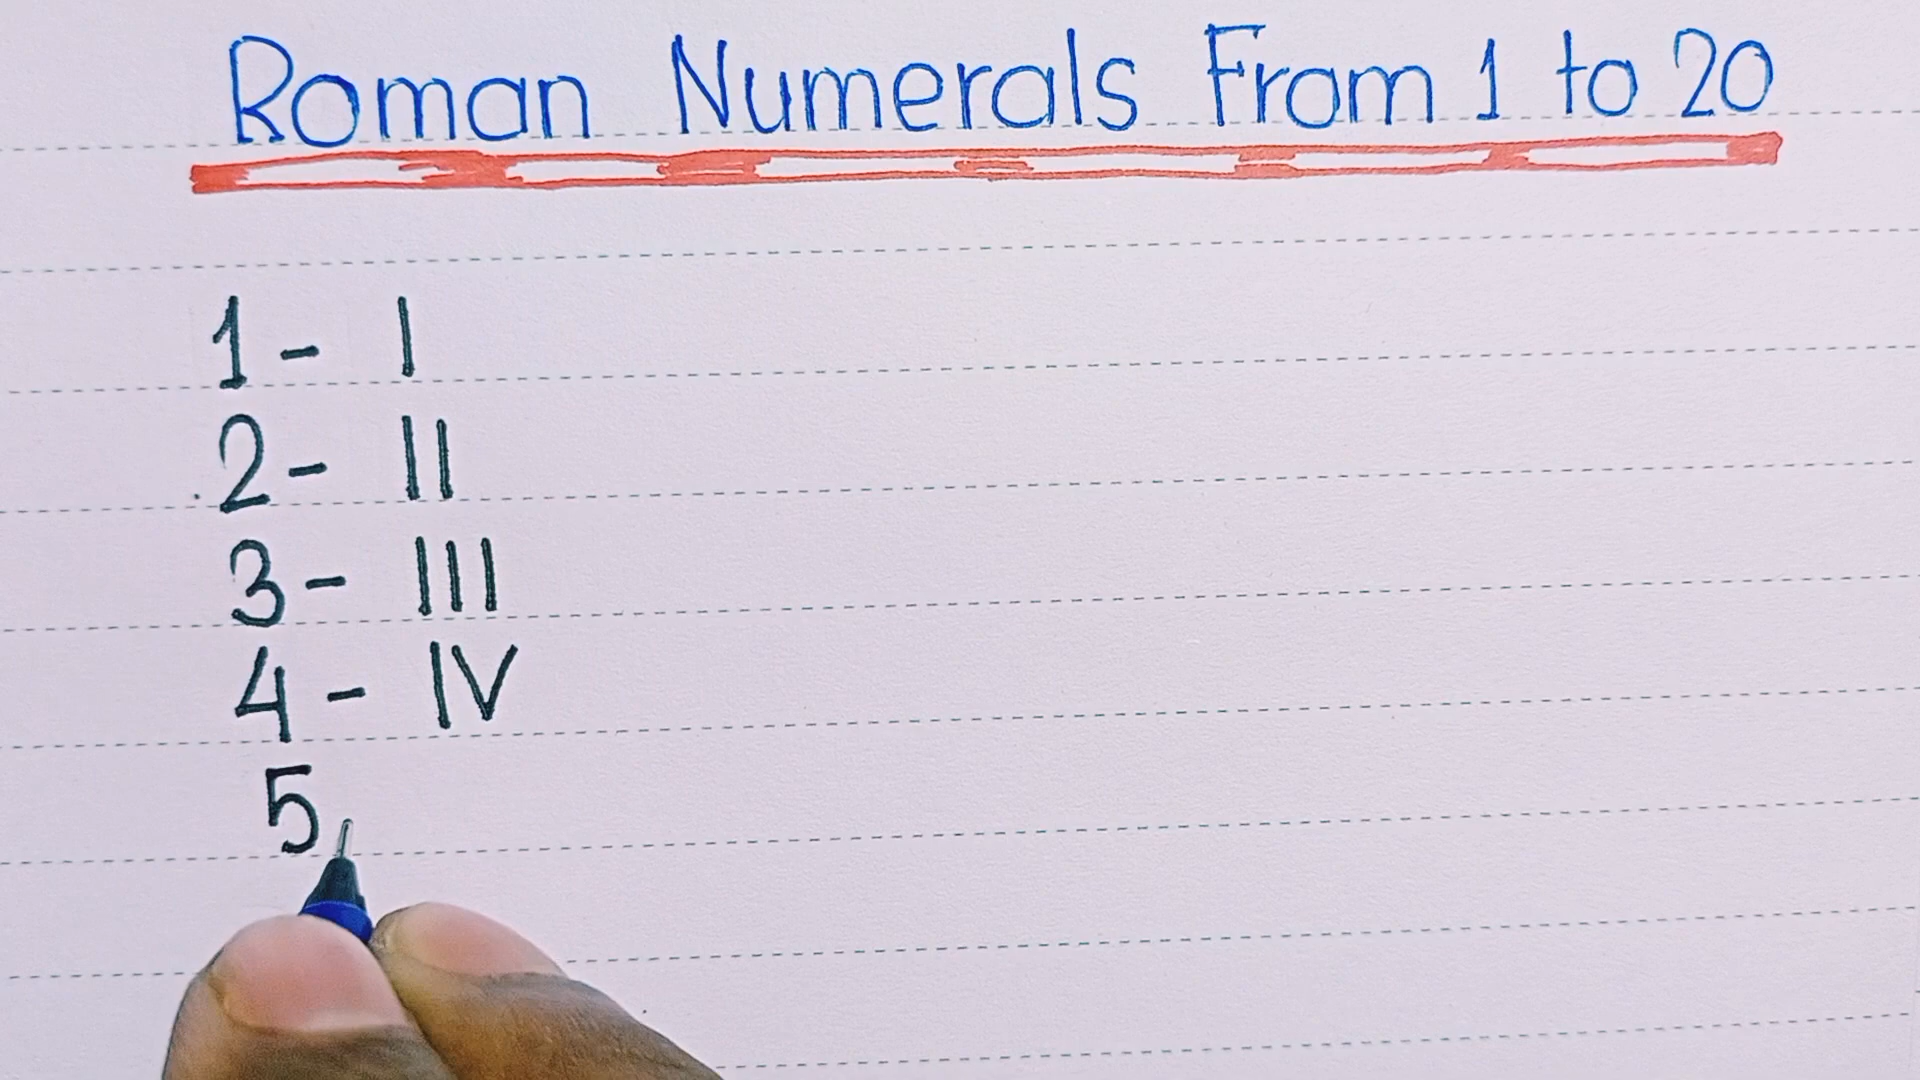 Roman Numerals From 1 to 20
1 - I
2 - II
3 - III
4 - IV
5